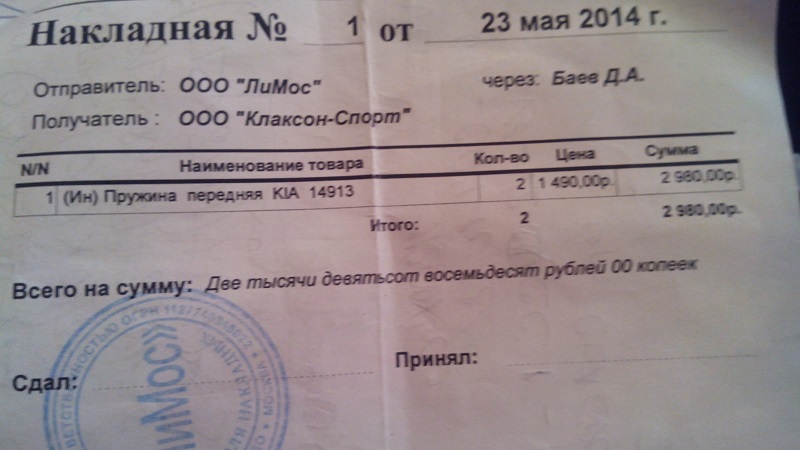 Накладная № 1 от 23 мая 2014 г.
Отправитель: ООО "ЛиМос" через: Баев Д.А.
Получатель : ООО "Клаксон-Спорт"
N/N Наименование товара Кол-во Цена Сумма
1 (Ин) Пружина передняя KIA 14913 2 1 490,00р. 2 980,00р.
Итого: 2 2 980,00р.
Всего на сумму: Две тысячи девятьсот восемьдесят рублей 00 копеек
Сдал: Принял:
ОГРН
ЛиМос»